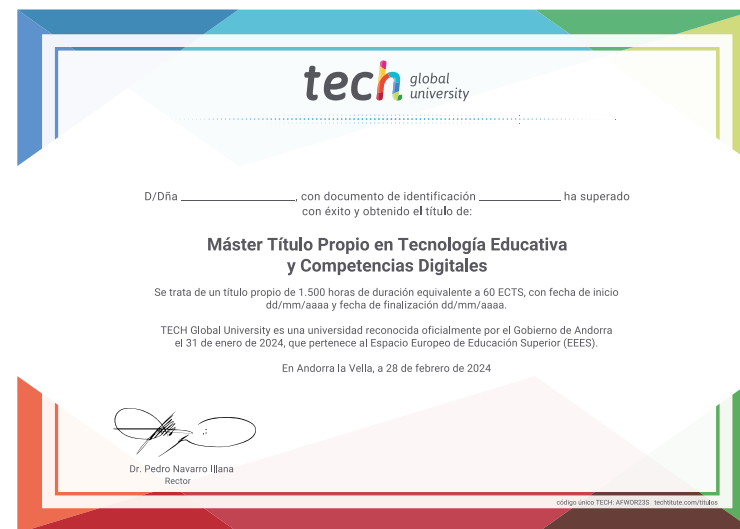 tech global university
D/Dña ____________________, con documento de identificación ______________ ha superado
con éxito y obtenido el título de:
Máster Título Propio en Tecnología Educativa
y Competencias Digitales
Se trata de un título propio de 1.500 horas de duración equivalente a 60 ECTS, con fecha de inicio
dd/mm/aaaa y fecha de finalización dd/mm/aaaa.
TECH Global University es una universidad reconocida oficialmente por el Gobierno de Andorra
el 31 de enero de 2024, que pertenece al Espacio Europeo de Educación Superior (EEES).
En Andorra la Vella, a 28 de febrero de 2024
Dr. Pedro Navarro Illana
Rector
código único TECH: AFWOR23S techtitute.com/titulos